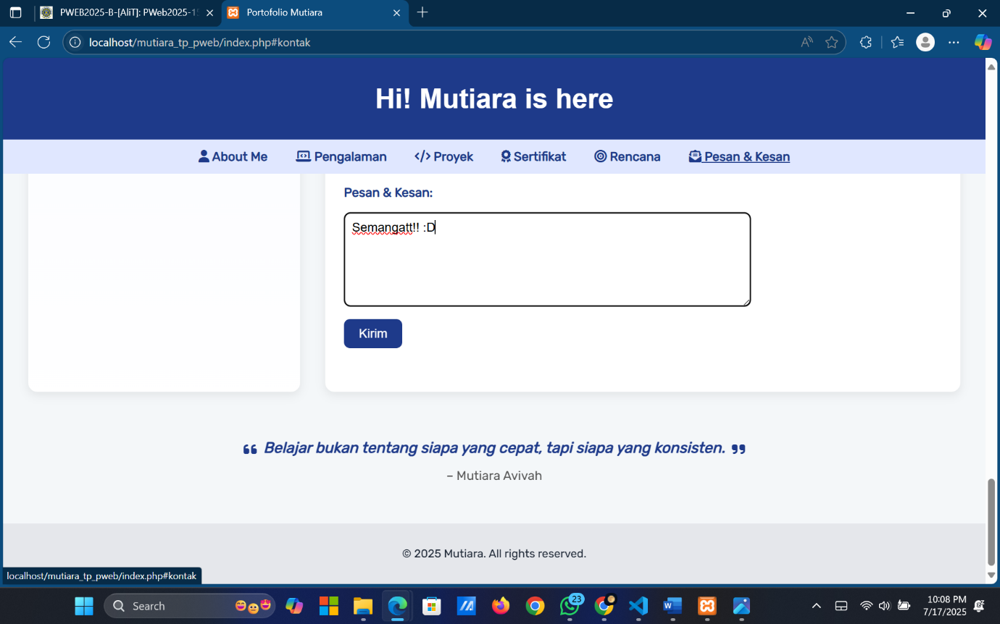 PWEB2025-B-[AliT]: PWeb2025-1
Portofolio Mutiara
localhost/mutiara_tp_pweb/index.php#kontak
Hi! Mutiara is here
About Me
Pengalaman
Proyek
Sertifikat
Rencana
Pesan & Kesan
Pesan & Kesan:
Semangatt!! :D
Kirim
Belajar bukan tentang siapa yang cepat, tapi siapa yang konsisten.
– Mutiara Avivah
© 2025 Mutiara. All rights reserved.
localhost/mutiara_tp_pweb/index.php#kontak
Search
23
10:08 PM
7/17/2025